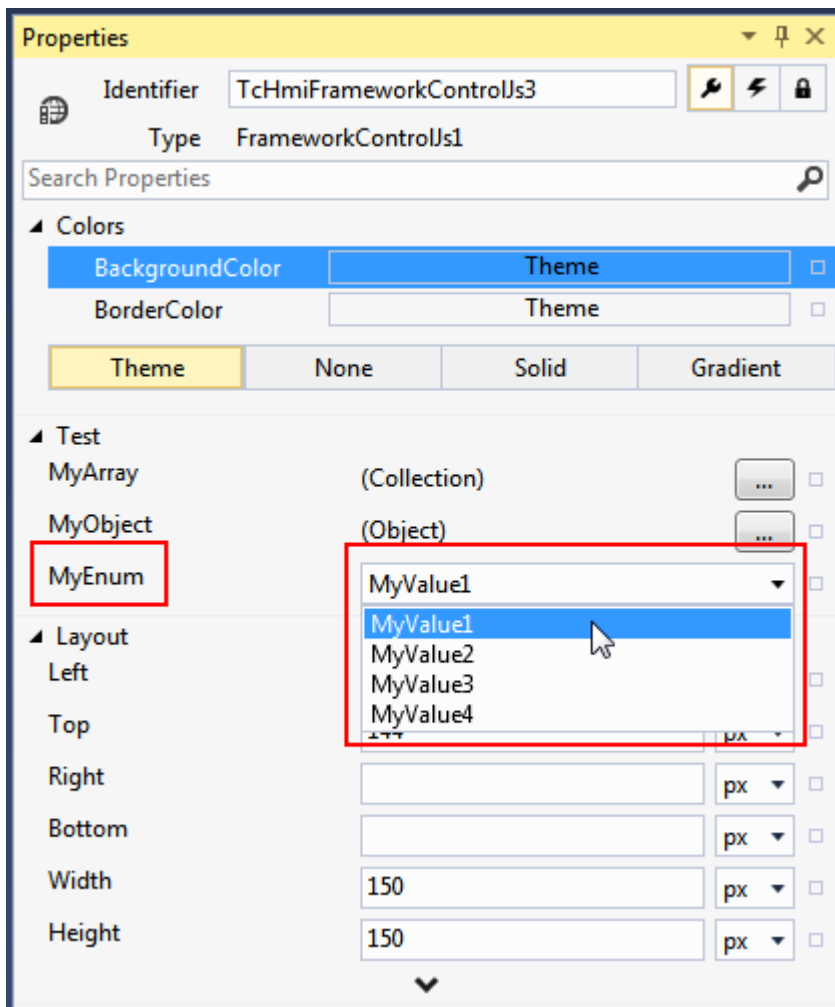 Properties
Identifier TcHmiFrameworkControlJs3
Type FrameworkControlJs1
Search Properties
Colors
BackgroundColor Theme
BorderColor Theme
Theme None Solid Gradient
Test
MyArray (Collection) ...
MyObject (Object) ...
MyEnum MyValue1
MyValue1
Layout MyValue2
Left MyValue3
MyValue4
Top px
Right px
Bottom px
Width 150 px
Height 150 px